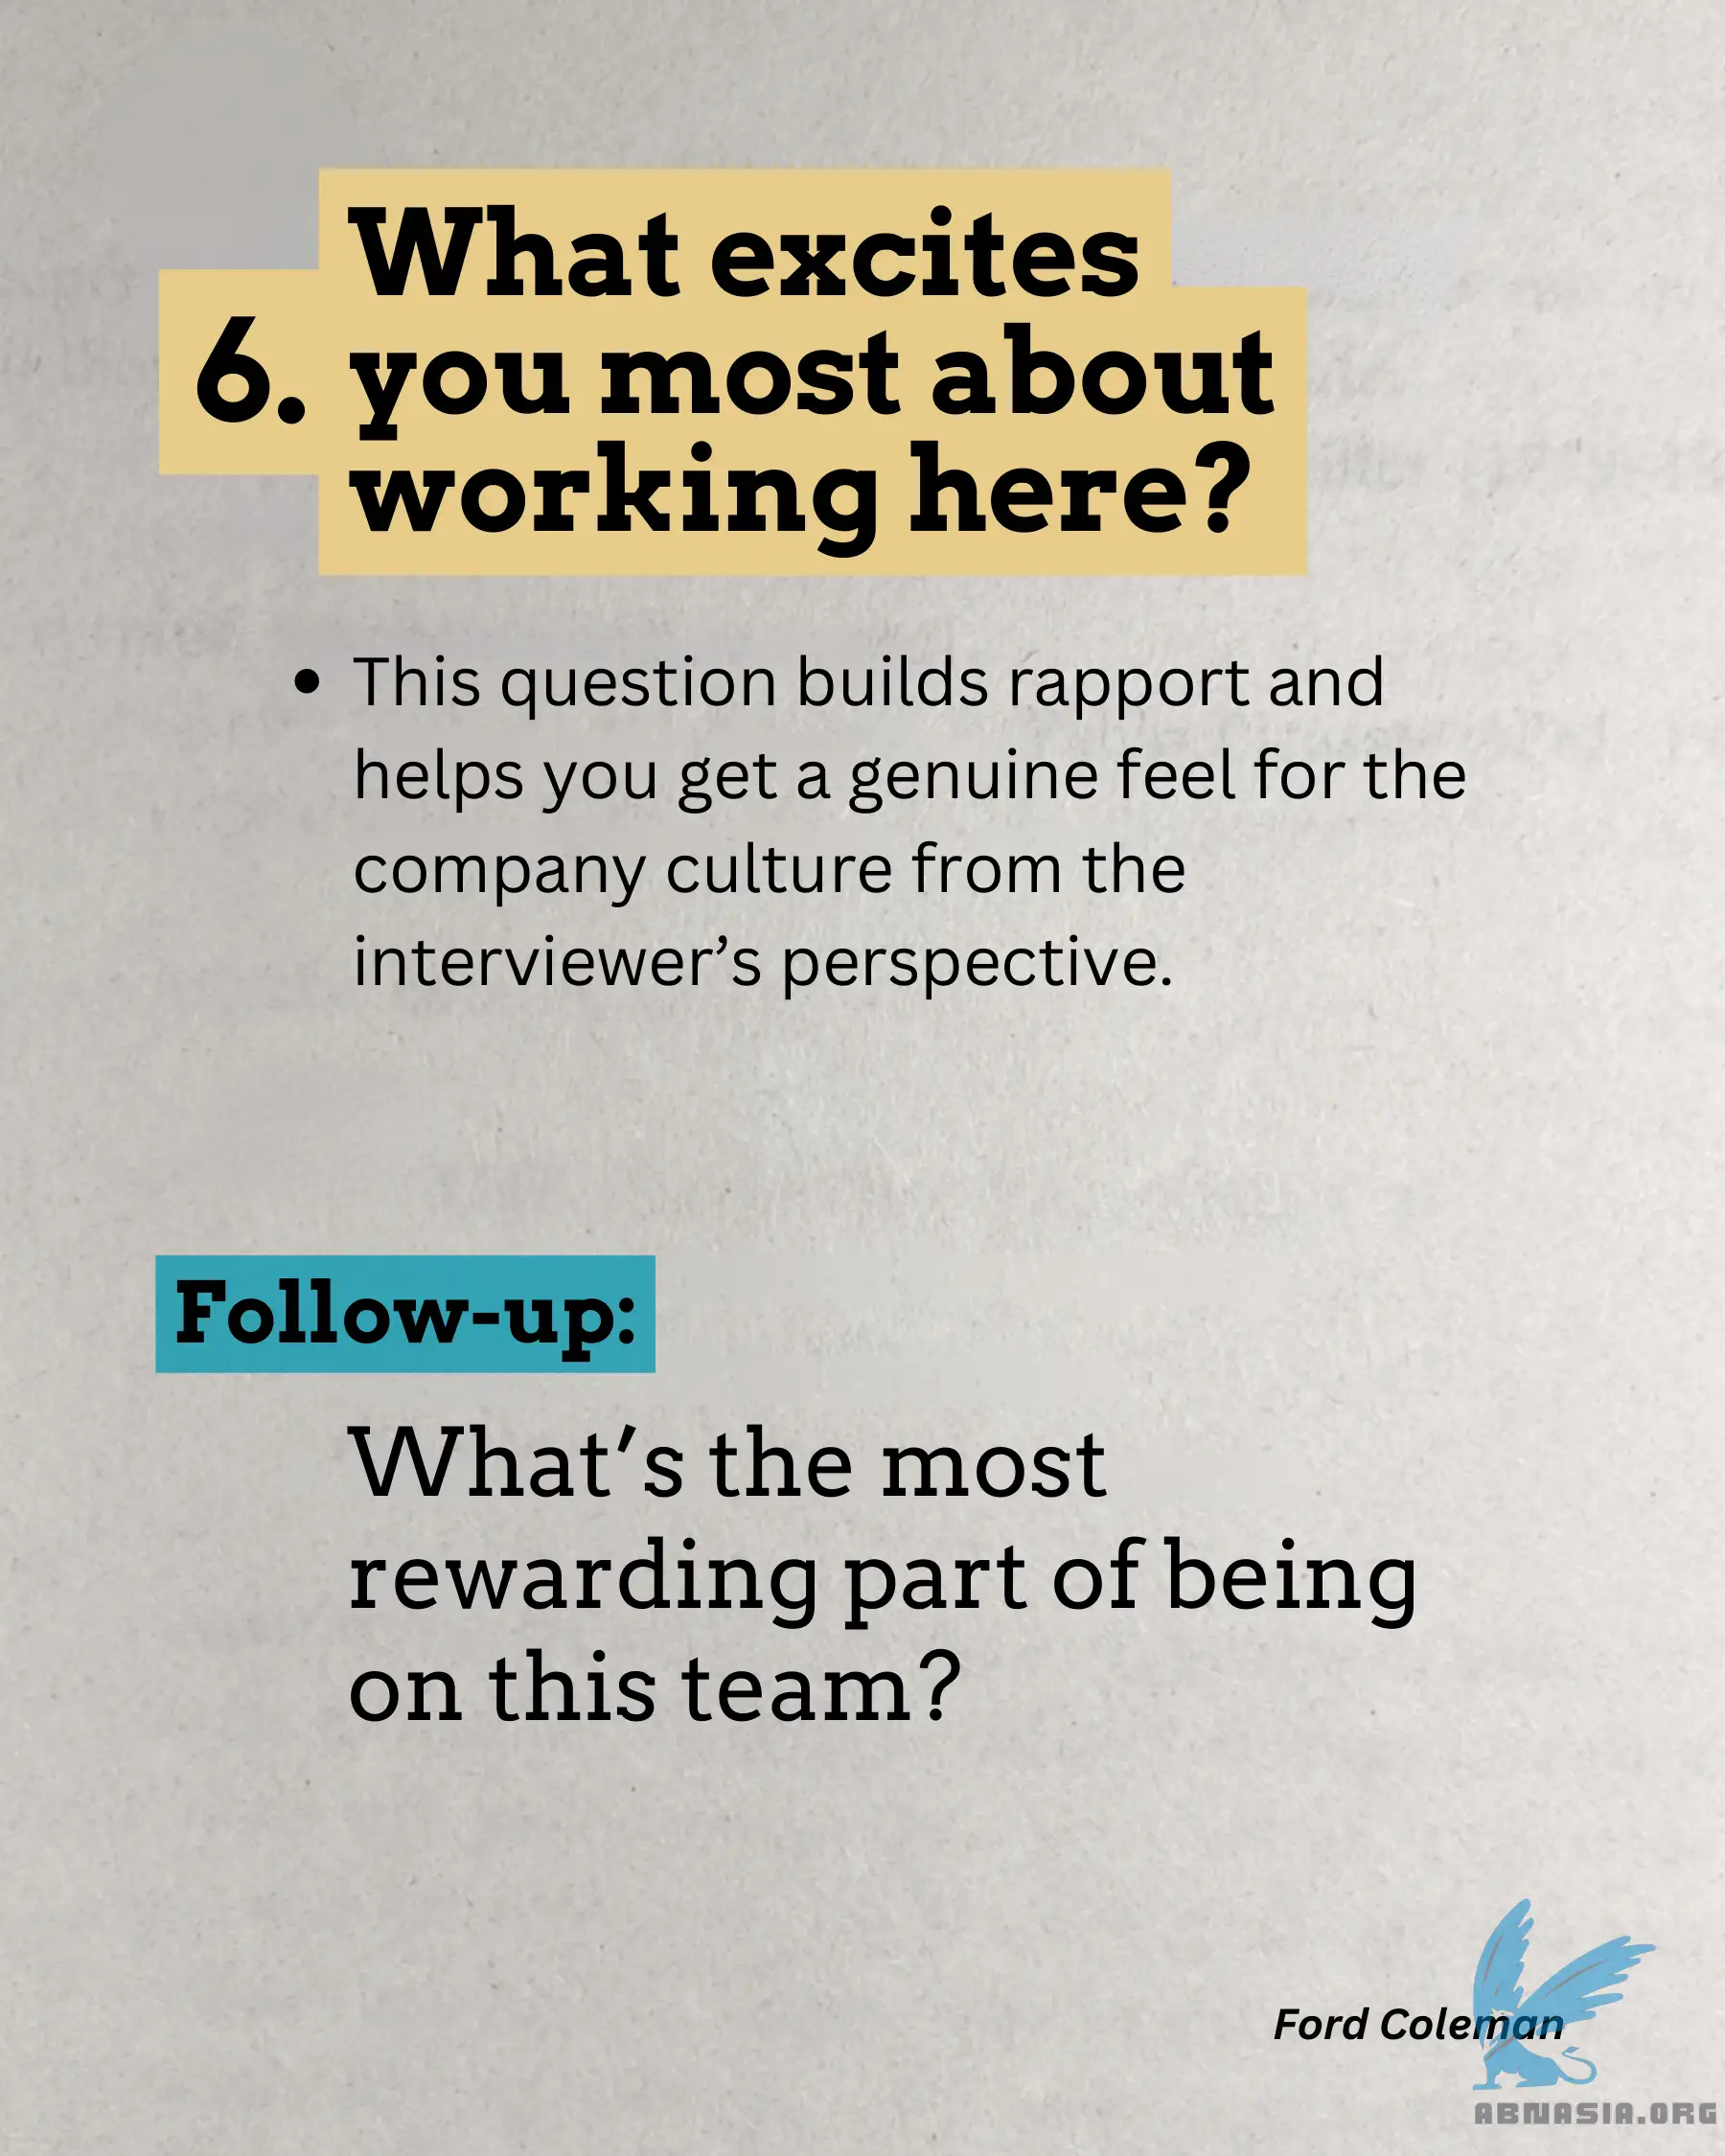 What excites
6. you most about
working here?
• This question builds rapport and
helps you get a genuine feel for the
company culture from the
interviewer’s perspective.
Follow-up:
What’s the most
rewarding part of being
on this team?
Ford Coleman
ABNASIA.ORG